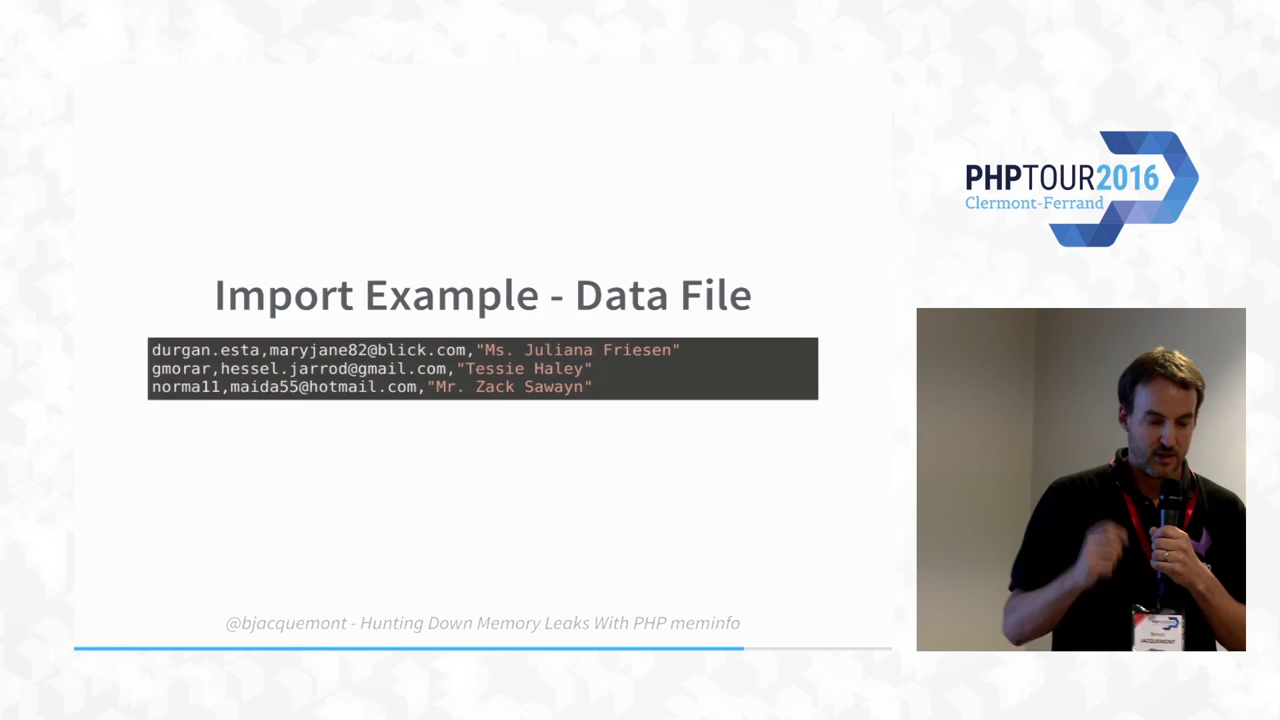 Import Example - Data File
durgan.esta,maryjane82@blick.com,"Ms. Juliana Friesen"
gmorar,hessel.jarrod@gmail.com,"Tessie Haley"
norma11,maida55@hotmail.com,"Mr. Zack Sawayn"
@bjacquemont - Hunting Down Memory Leaks With PHP meminfo
PHPTOUR2016
Clermont-Ferrand
JACQUEMONT